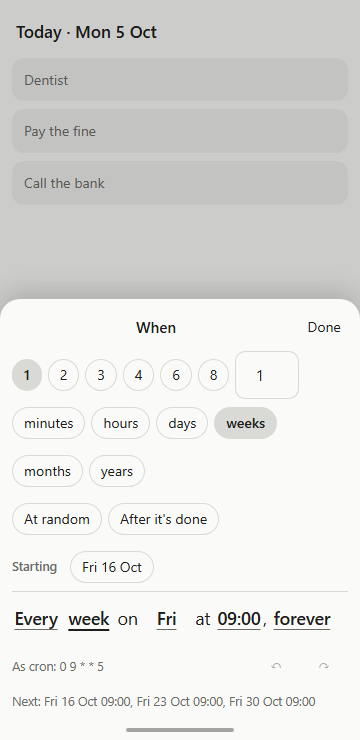 Today · Mon 5 Oct
Dentist
Pay the fine
Call the bank
When Done
1 2 3 4 6 8 1
minutes hours days weeks
months years
At random After it's done
Starting Fri 16 Oct
Every week on Fri at 09:00, forever
As cron: 0 9 * * 5
Next: Fri 16 Oct 09:00, Fri 23 Oct 09:00, Fri 30 Oct 09:00